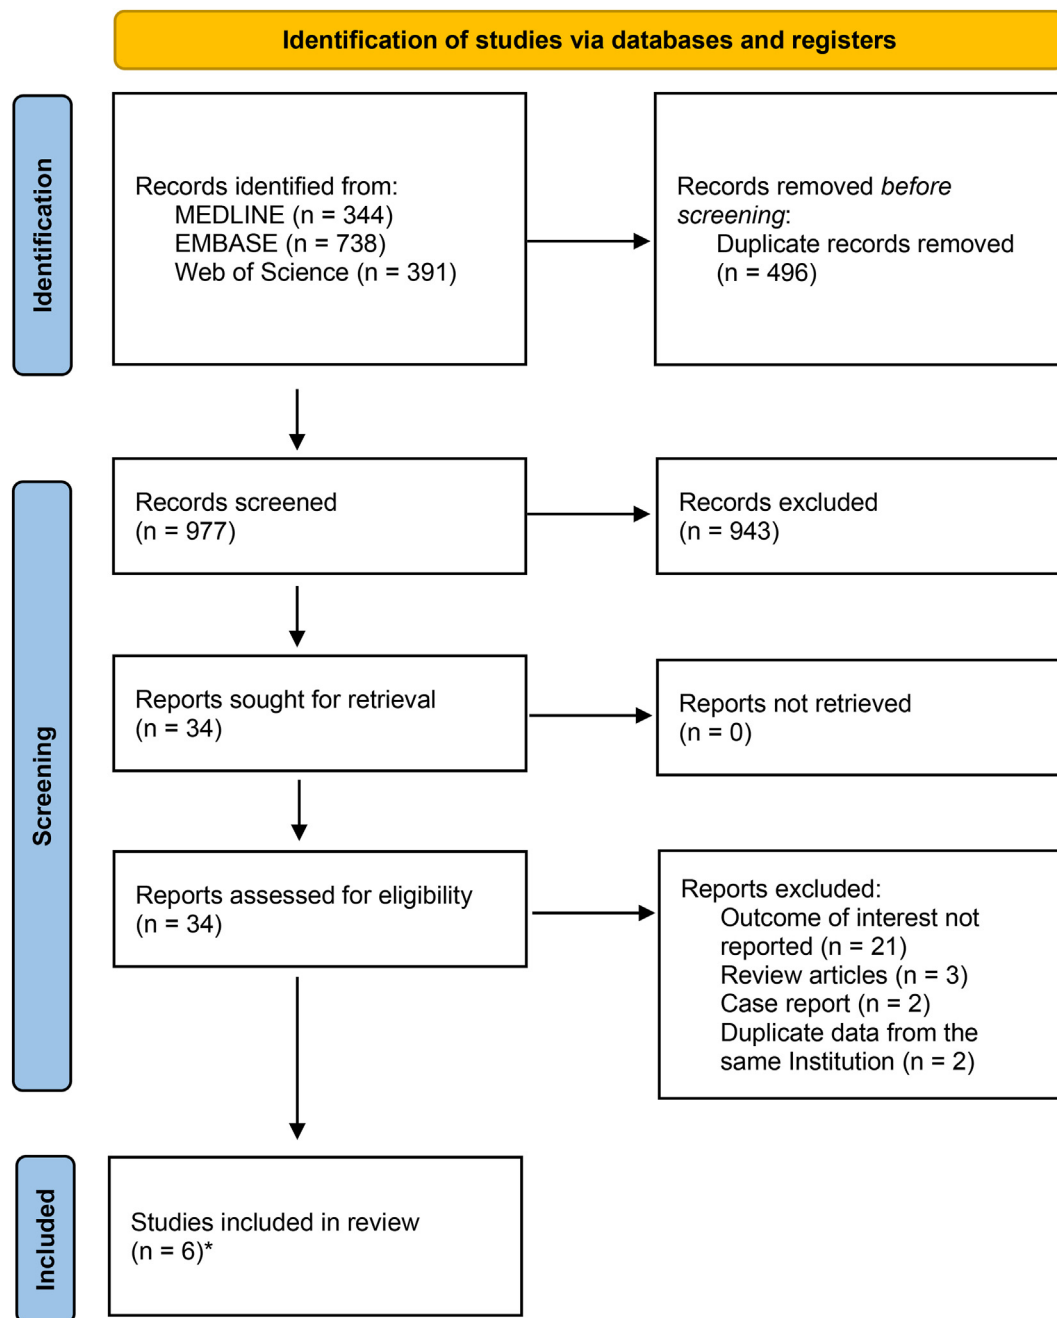 Identification of studies via databases and registers
Identification
Records identified from:
MEDLINE (n = 344)
EMBASE (n = 738)
Web of Science (n = 391)
Records removed before
screening:
Duplicate records removed
(n = 496)
Screening
Records screened
(n = 977)
Records excluded
(n = 943)
Reports sought for retrieval
(n = 34)
Reports not retrieved
(n = 0)
Reports assessed for eligibility
(n = 34)
Reports excluded:
Outcome of interest not
reported (n = 21)
Review articles (n = 3)
Case report (n = 2)
Duplicate data from the
same Institution (n = 2)
Included
Studies included in review
(n = 6)*